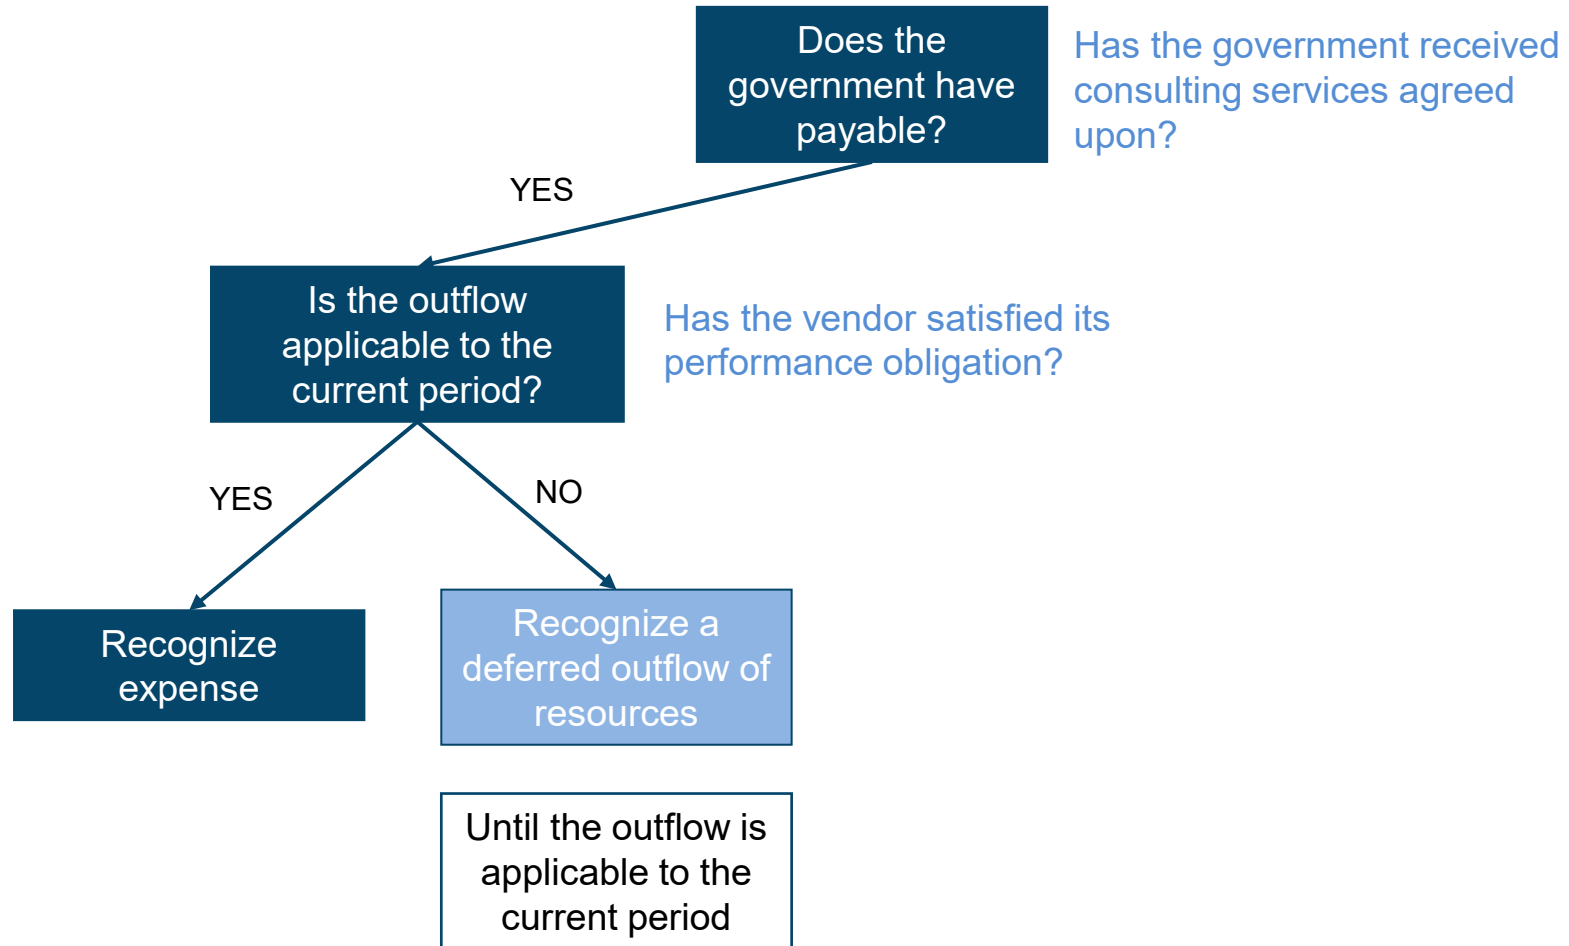 Does the
government have
payable?
Has the government received
consulting services agreed
upon?
YES
Is the outflow
applicable to the
current period?
Has the vendor satisfied its
performance obligation?
YES
NO
Recognize
expense
Recognize a
deferred outflow of
resources
Until the outflow is
applicable to the
current period